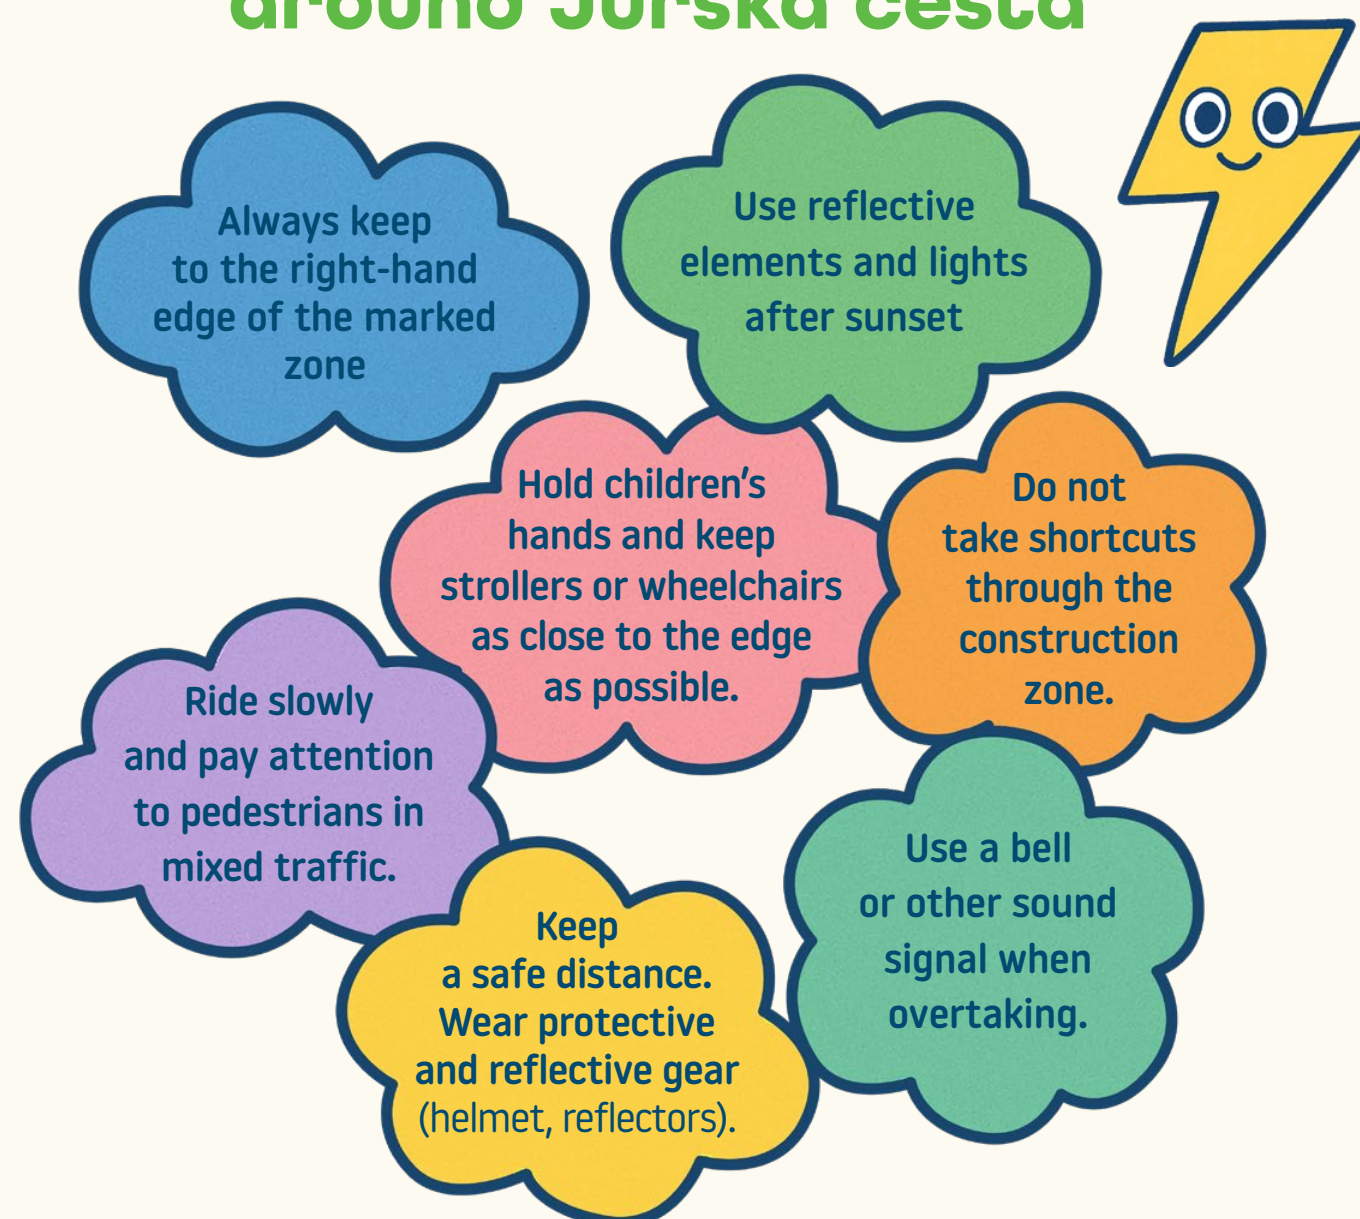 around Jurská cesta
Always keep
to the right-hand
edge of the marked
zone
Use reflective
elements and lights
after sunset
Hold children's
hands and keep
strollers or wheelchairs
as close to the edge
as possible.
Do not
take shortcuts
through the
construction
zone.
Ride slowly
and pay attention
to pedestrians in
mixed traffic.
Use a bell
or other sound
signal when
overtaking.
Keep
a safe distance.
Wear protective
and reflective gear
(helmet, reflectors).